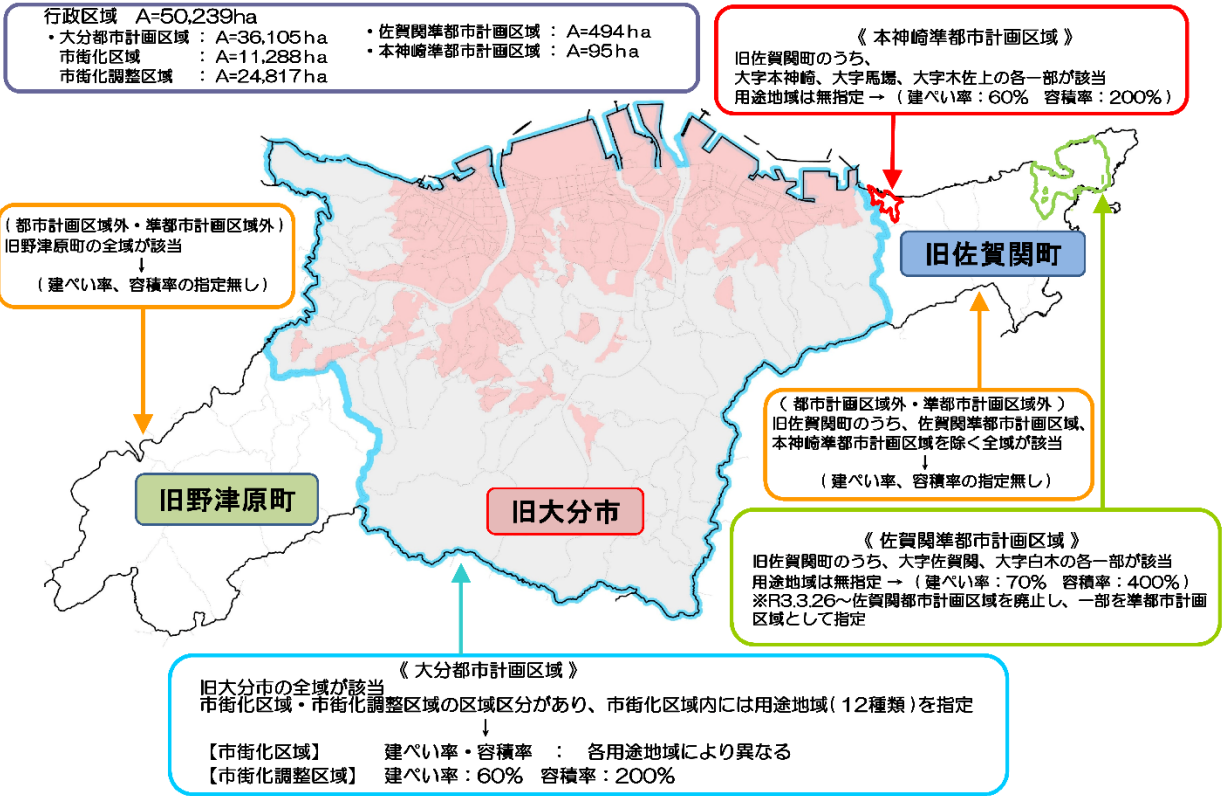 行政区域 A=50,239ha
・大分都市計画区域 : A=36,105ha
市街化区域 : A=11,288ha
市街化調整区域 : A=24,817ha
・佐賀関準都市計画区域 : A=494ha
・本神崎準都市計画区域 : A=95ha
《 本神崎準都市計画区域 》
旧佐賀関町のうち、
大字本神崎、大字馬場、大字木佐上の各一部が該当
用途地域は無指定 → ( 建ぺい率 : 60% 容積率 : 200% )
( 都市計画区域外・準都市計画区域外 )
旧野津原町の全域が該当
↓
( 建ぺい率、容積率の指定無し )
旧佐賀関町
( 都市計画区域外・準都市計画区域外 )
旧佐賀関町のうち、佐賀関準都市計画区域、
本神崎準都市計画区域を除く全域が該当
↓
( 建ぺい率、容積率の指定無し )
旧野津原町
旧大分市
《 佐賀関準都市計画区域 》
旧佐賀関町のうち、大字佐賀関、大字白木の各一部が該当
用途地域は無指定 → ( 建ぺい率 : 70% 容積率 : 400% )
※R3.3.26～佐賀関都市計画区域を廃止し、一部を準都市計画
区域として指定
《 大分都市計画区域 》
旧大分市の全域が該当
市街化区域・市街化調整区域の区域区分があり、市街化区域内には用途地域( 12種類 )を指定
↓
【市街化区域】 建ぺい率・容積率 : 各用途地域により異なる
【市街化調整区域】 建ぺい率 : 60% 容積率 : 200%